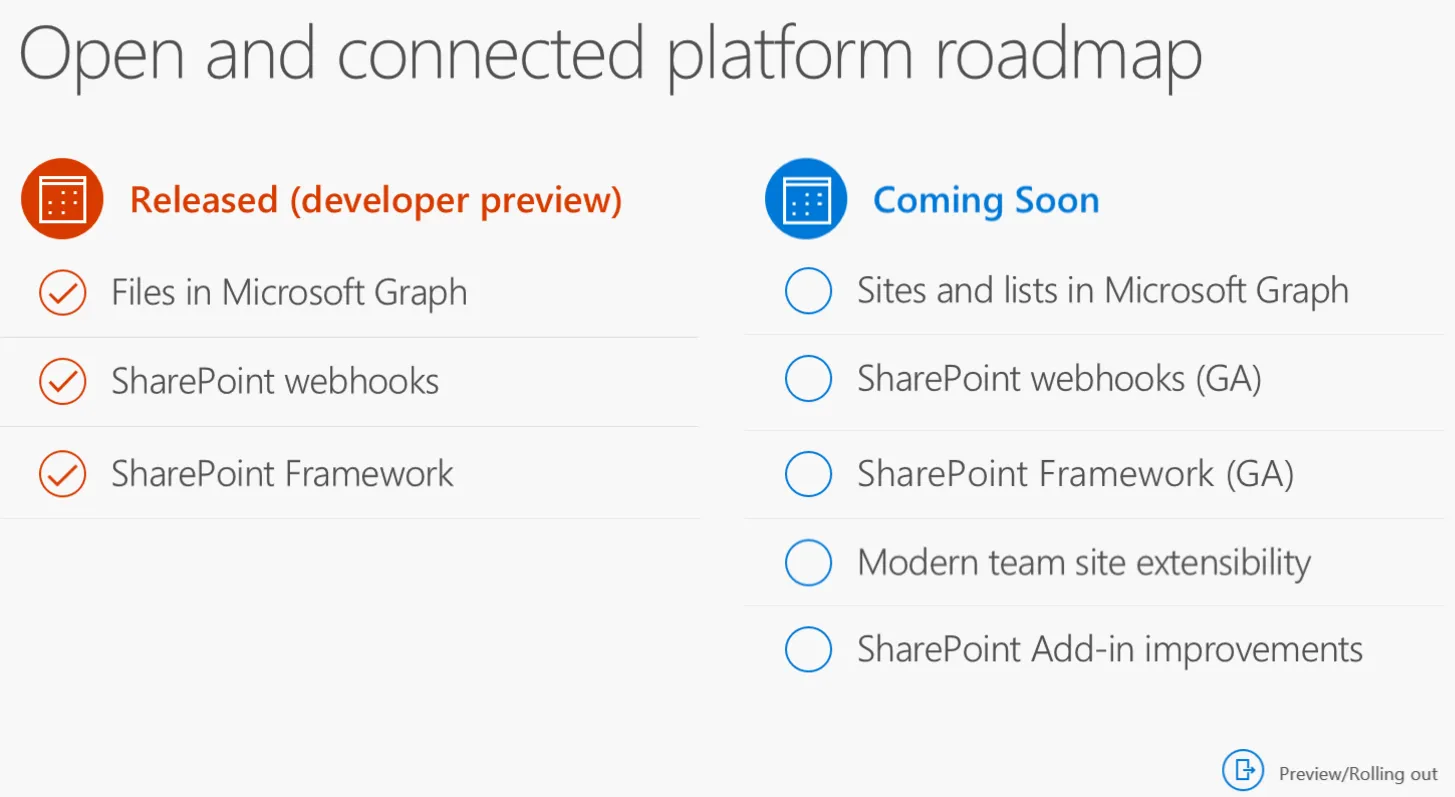 Open and connected platform roadmap
Released (developer preview)
Files in Microsoft Graph
SharePoint webhooks
SharePoint Framework
Coming Soon
Sites and lists in Microsoft Graph
SharePoint webhooks (GA)
SharePoint Framework (GA)
Modern team site extensibility
SharePoint Add-in improvements
Preview/Rolling out